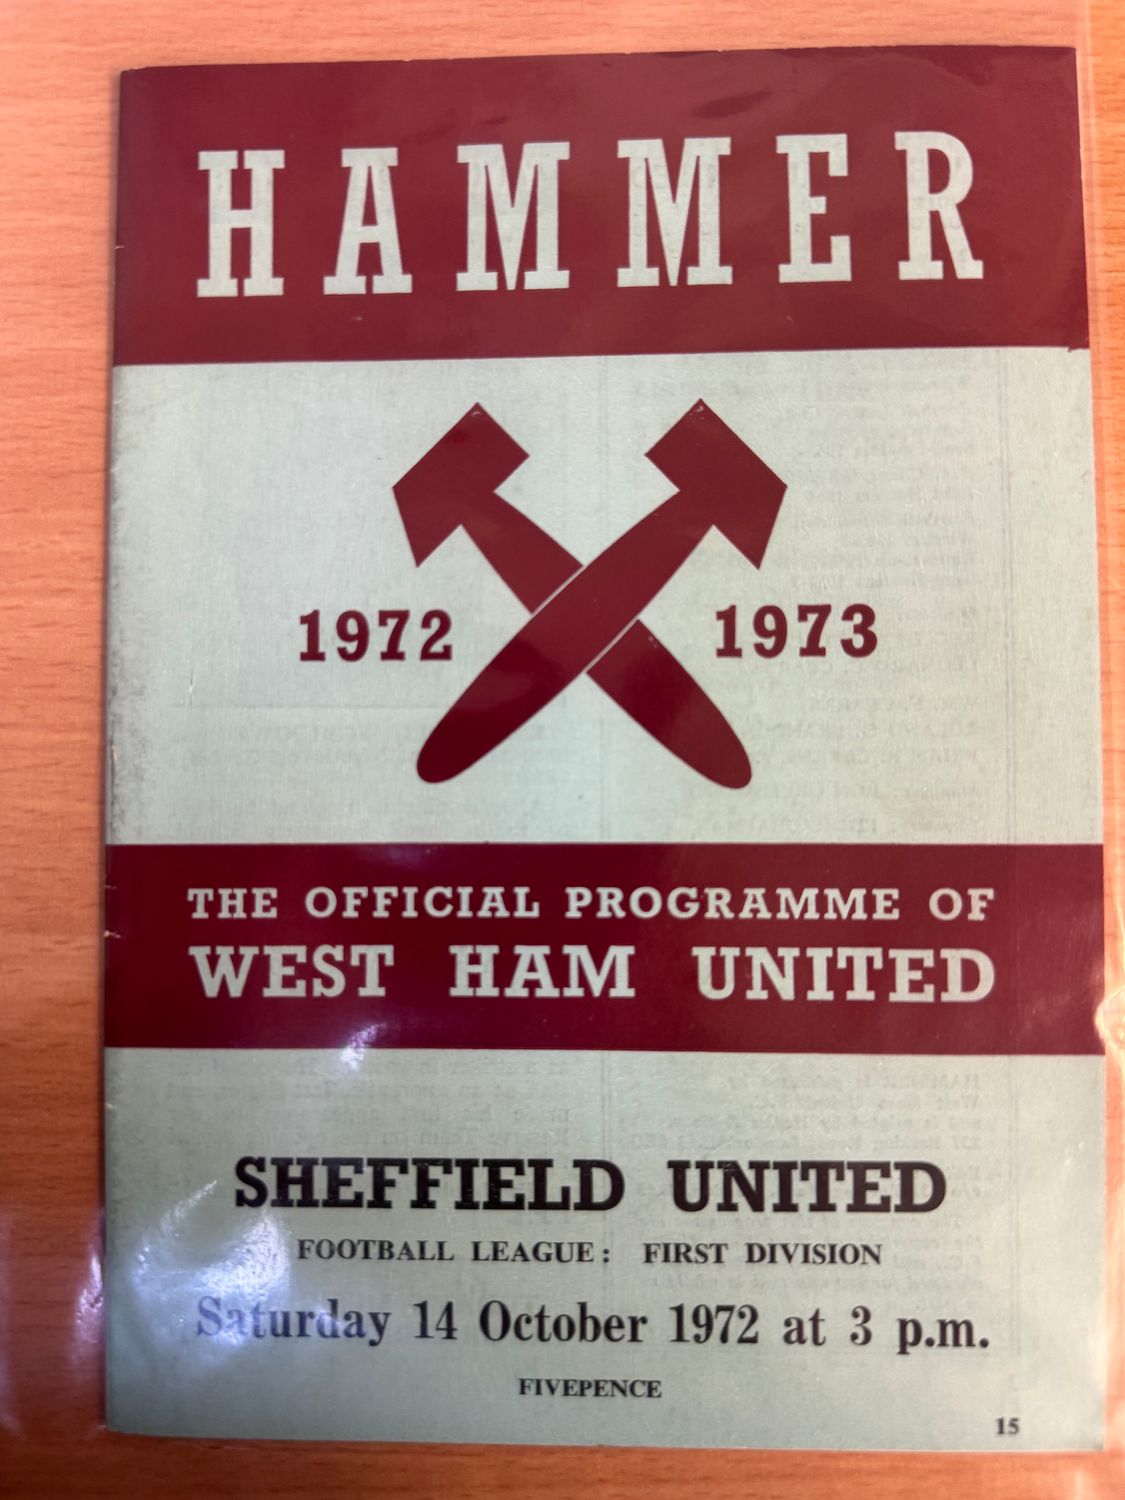 HAMMER
1972 1973
THE OFFICIAL PROGRAMME OF
WEST HAM UNITED
SHEFFIELD UNITED
FOOTBALL LEAGUE: FIRST DIVISION
Saturday 14 October 1972 at 3 p.m.
FIVEPENCE
15